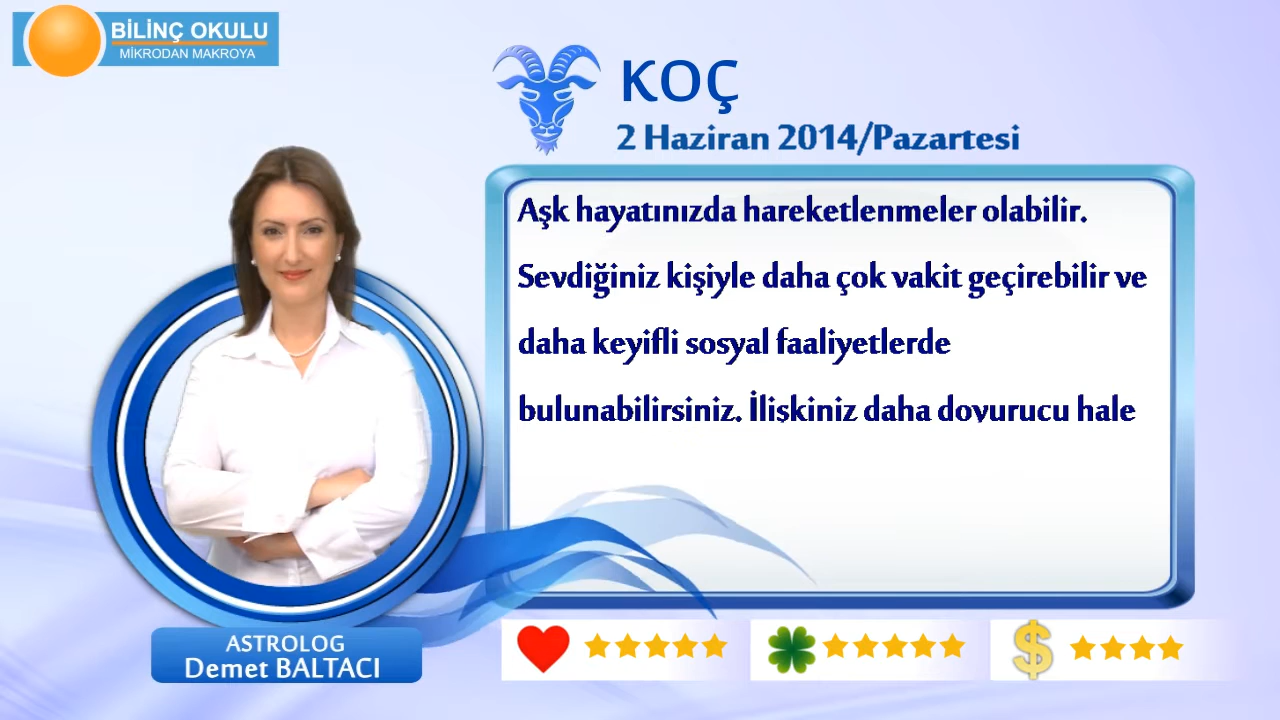 BİLİNÇ OKULU
MİKRODAN MAKROYA
KOÇ
2 Haziran 2014/Pazartesi
Aşk hayatınızda hareketlenmeler olabilir.
Sevdiğiniz kişiyle daha çok vakit geçirebilir ve
daha keyifli sosyal faaliyetlerde
bulunabilirsiniz. İlişkiniz daha doyurucu hale
ASTROLOG
Demet BALTACI